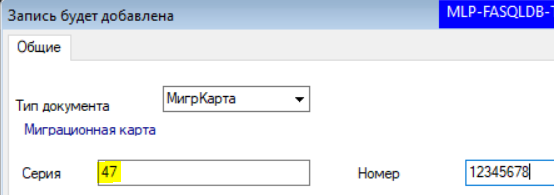 Запись будет добавлена
MLP-FASQLDB-T
Общие
Тип документа МигрКарта
Миграционная карта
Серия 47 Номер 12345678